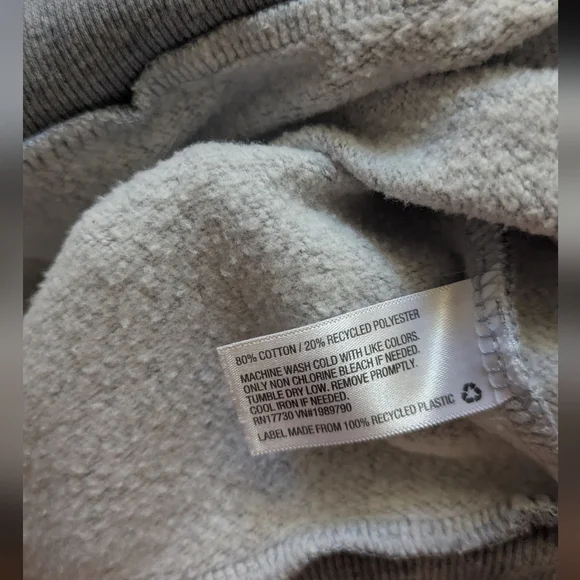 80% COTTON / 20% RECYCLED POLYESTER
MACHINE WASH COLD WITH LIKE COLORS.
ONLY NON CHLORINE BLEACH IF NEEDED.
TUMBLE DRY LOW. REMOVE PROMPTLY.
COOL IRON IF NEEDED.
RN17730 VN#1989790
LABEL MADE FROM 100% RECYCLED PLASTIC